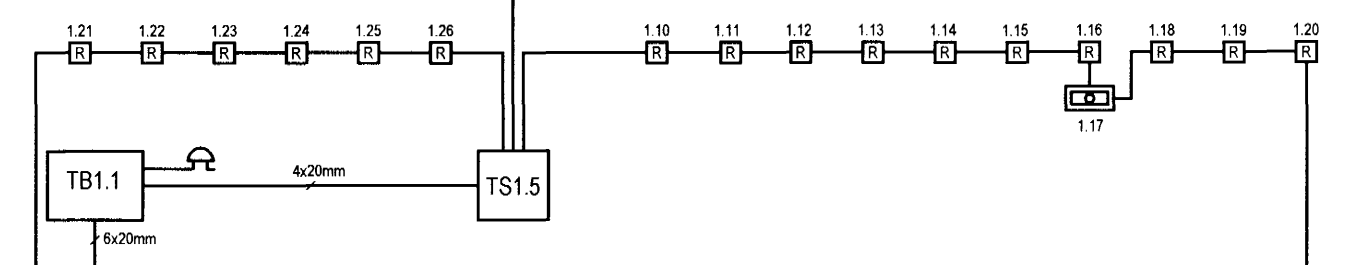 1.21 1.22 1.23 1.24 1.25 1.26 1.10 1.11 1.12 1.13 1.14 1.15 1.16 1.18 1.19 1.20
R R R R R R R R R R R R R R R R
1.17
TB1.1 4x20mm TS1.5
6x20mm